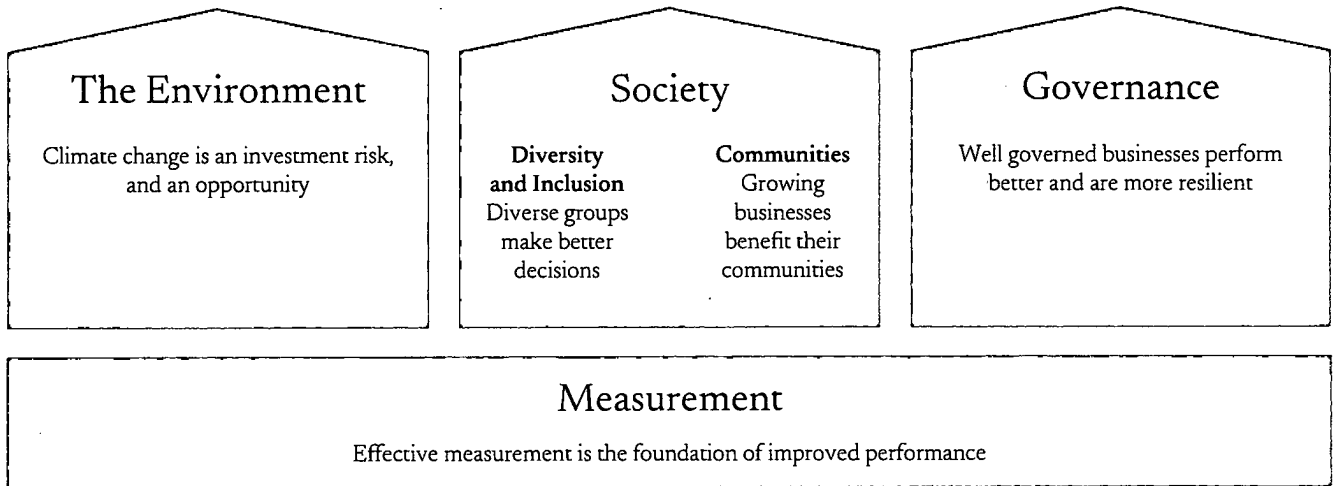 The Environment
Climate change is an investment risk,
and an opportunity
Society
Diversity
and Inclusion
Diverse groups
make better
decisions
Communities
Growing
businesses
benefit their
communities
Governance
Well governed businesses perform
better and are more resilient
Measurement
Effective measurement is the foundation of improved performance